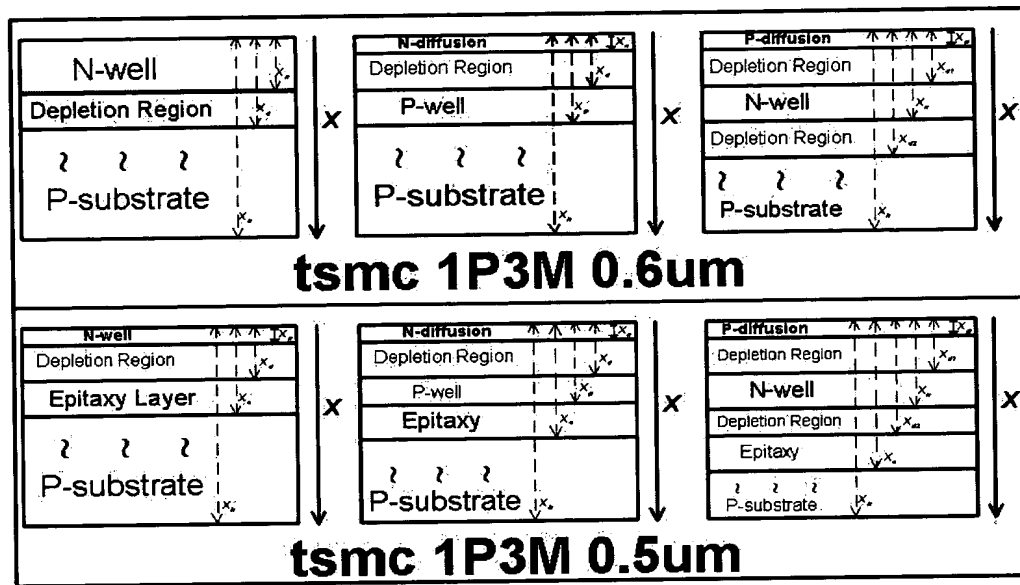 N-well
Depletion Region
P-substrate
X
N-diffusion
Depletion Region
P-well
P-substrate
X
P-diffusion
Depletion Region
N-well
Depletion Region
P-substrate
X
tsmc 1P3M 0.6um
N-well
Depletion Region
Epitaxy Layer
P-substrate
X
N-diffusion
Depletion Region
P-well
Epitaxy
P-substrate
X
P-diffusion
Depletion Region
N-well
Depletion Region
Epitaxy
P-substrate
X
tsmc 1P3M 0.5um